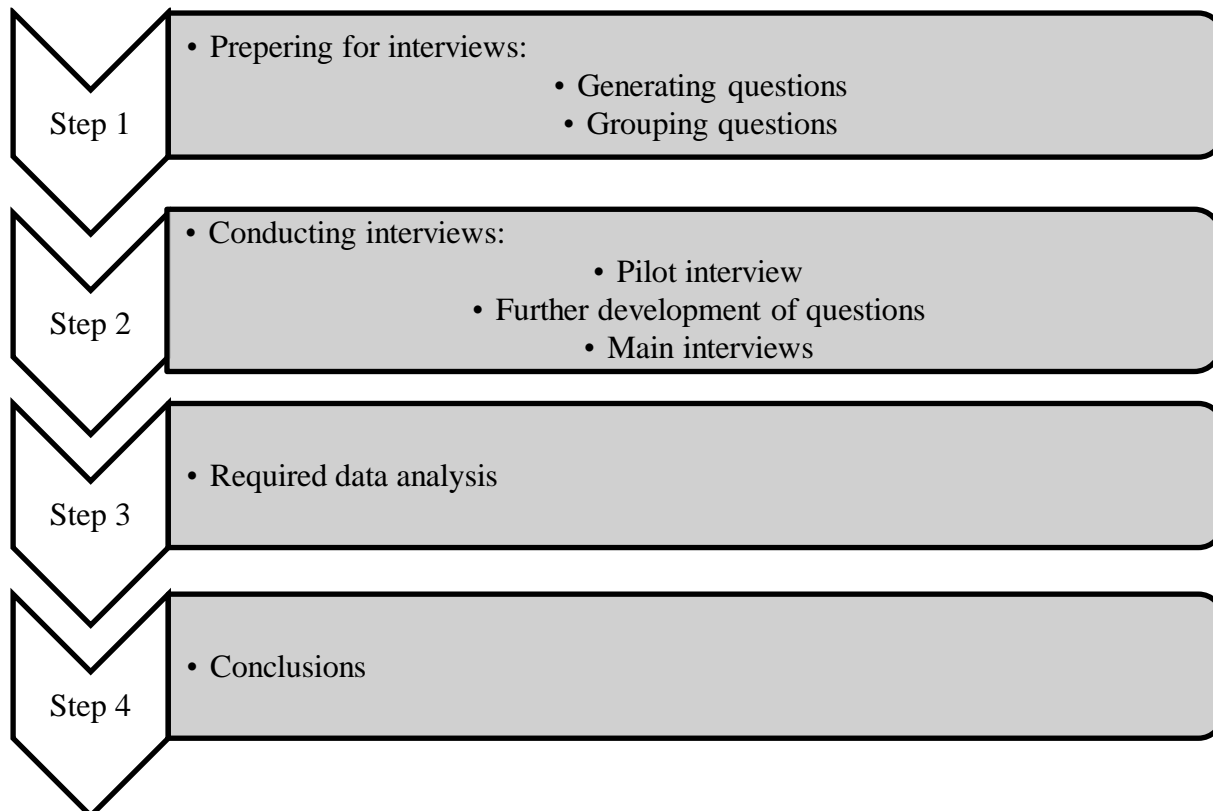 Step 1
• Prepering for interviews:
• Generating questions
• Grouping questions
Step 2
• Conducting interviews:
• Pilot interview
• Further development of questions
• Main interviews
Step 3
• Required data analysis
Step 4
• Conclusions